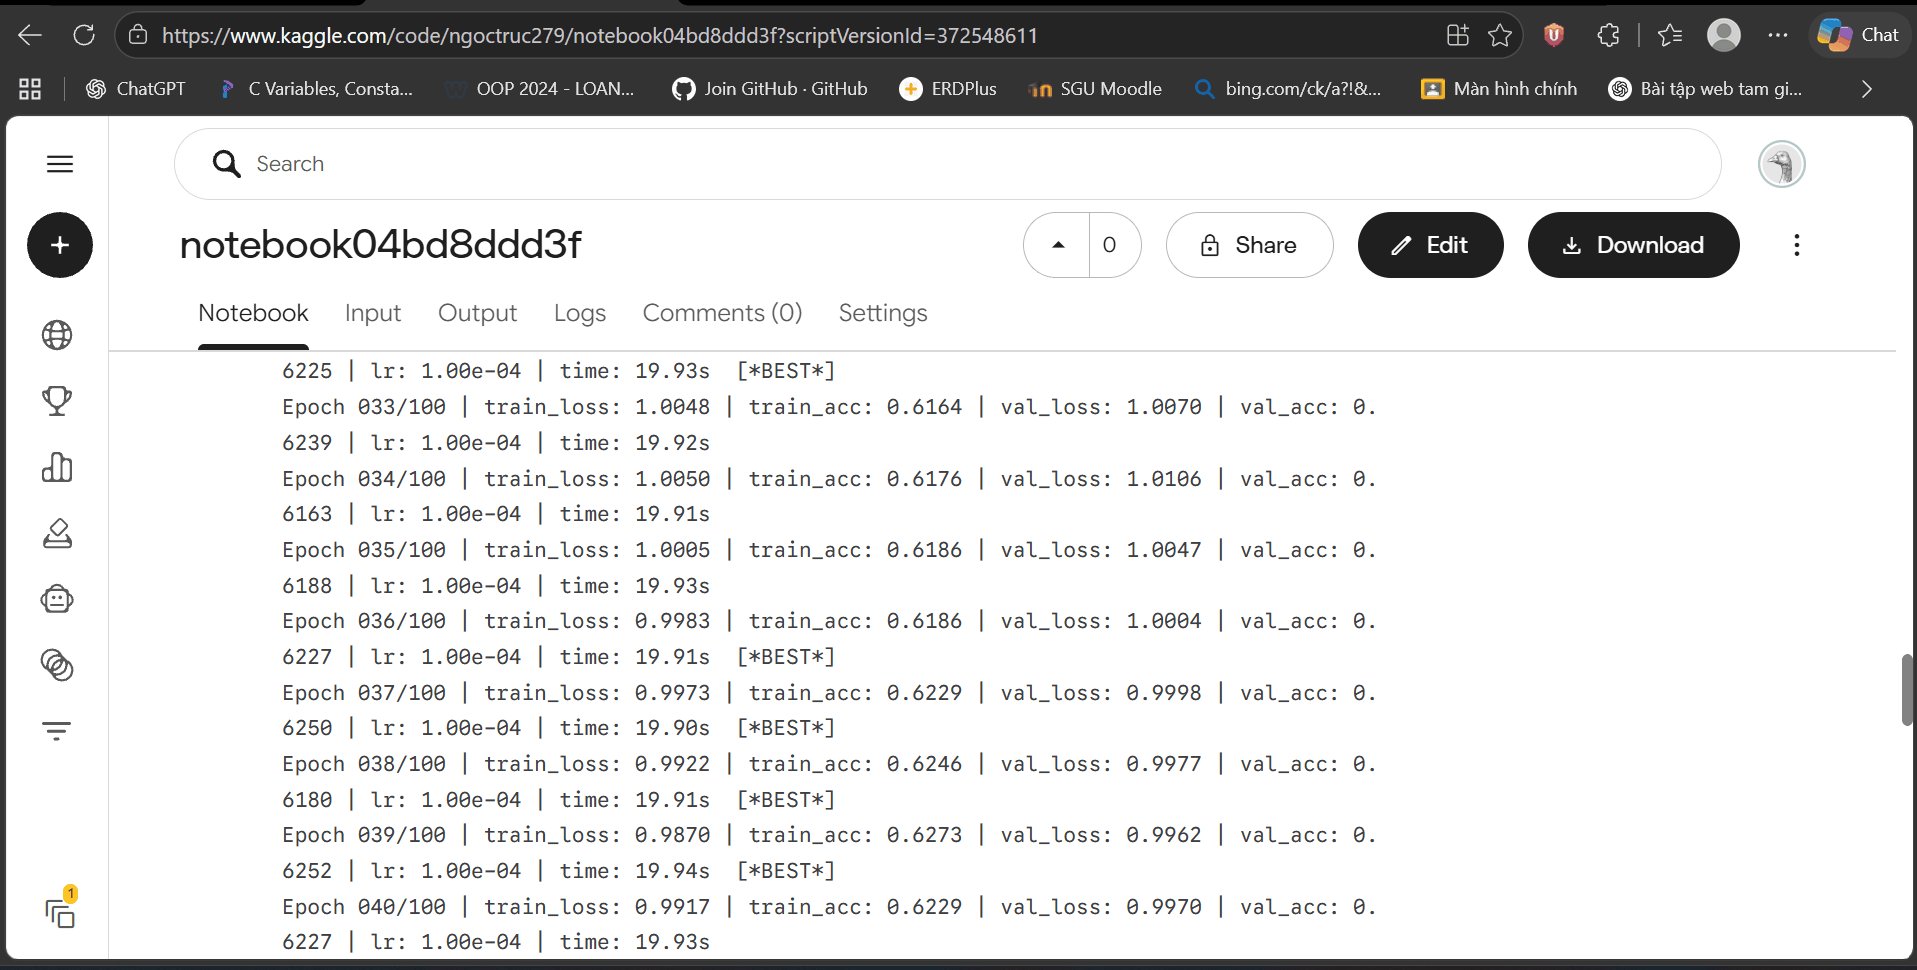 https://www.kaggle.com/code/ngoctruc279/notebook04bd8ddd3f?scriptVersionId=372548611
Chat
ChatGPT
C Variables, Consta...
OOP 2024 - LOAN...
Join GitHub · GitHub
ERDPlus
SGU Moodle
bing.com/ck/a?!&...
Màn hình chính
Bài tập web tam gi...
Search
notebook04bd8ddd3f
0
Share
Edit
Download
Notebook
Input
Output
Logs
Comments (0)
Settings
6225 | lr: 1.00e-04 | time: 19.93s  [*BEST*]
Epoch 033/100 | train_loss: 1.0048 | train_acc: 0.6164 | val_loss: 1.0070 | val_acc: 0.
6239 | lr: 1.00e-04 | time: 19.92s
Epoch 034/100 | train_loss: 1.0050 | train_acc: 0.6176 | val_loss: 1.0106 | val_acc: 0.
6163 | lr: 1.00e-04 | time: 19.91s
Epoch 035/100 | train_loss: 1.0005 | train_acc: 0.6186 | val_loss: 1.0047 | val_acc: 0.
6188 | lr: 1.00e-04 | time: 19.93s
Epoch 036/100 | train_loss: 0.9983 | train_acc: 0.6186 | val_loss: 1.0004 | val_acc: 0.
6227 | lr: 1.00e-04 | time: 19.91s  [*BEST*]
Epoch 037/100 | train_loss: 0.9973 | train_acc: 0.6229 | val_loss: 0.9998 | val_acc: 0.
6250 | lr: 1.00e-04 | time: 19.90s  [*BEST*]
Epoch 038/100 | train_loss: 0.9922 | train_acc: 0.6246 | val_loss: 0.9977 | val_acc: 0.
6180 | lr: 1.00e-04 | time: 19.91s  [*BEST*]
Epoch 039/100 | train_loss: 0.9870 | train_acc: 0.6273 | val_loss: 0.9962 | val_acc: 0.
6252 | lr: 1.00e-04 | time: 19.94s  [*BEST*]
1
Epoch 040/100 | train_loss: 0.9917 | train_acc: 0.6229 | val_loss: 0.9970 | val_acc: 0.
6227 | lr: 1.00e-04 | time: 19.93s